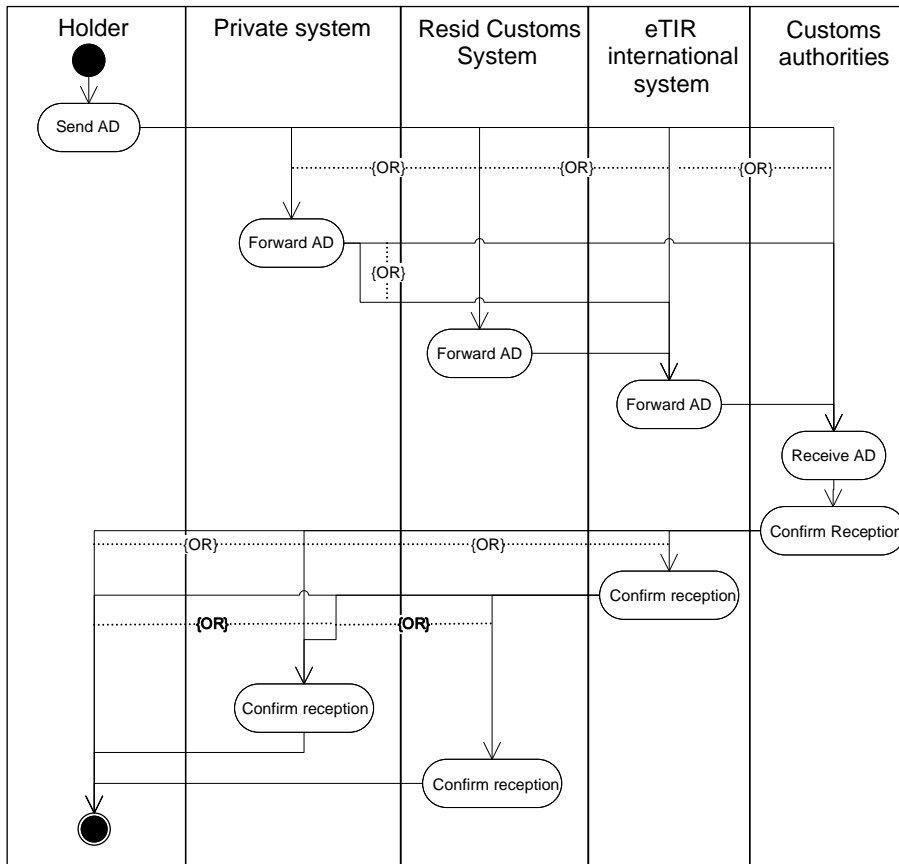 Holder
Private system
Resid Customs
System
eTIR
international
system
Customs
authorities
Send AD
{OR}
{OR}
{OR}
Forward AD
{OR}
Forward AD
Forward AD
Receive AD
Confirm Reception
{OR}
{OR}
Confirm reception
{OR}
{OR}
Confirm reception
Confirm reception